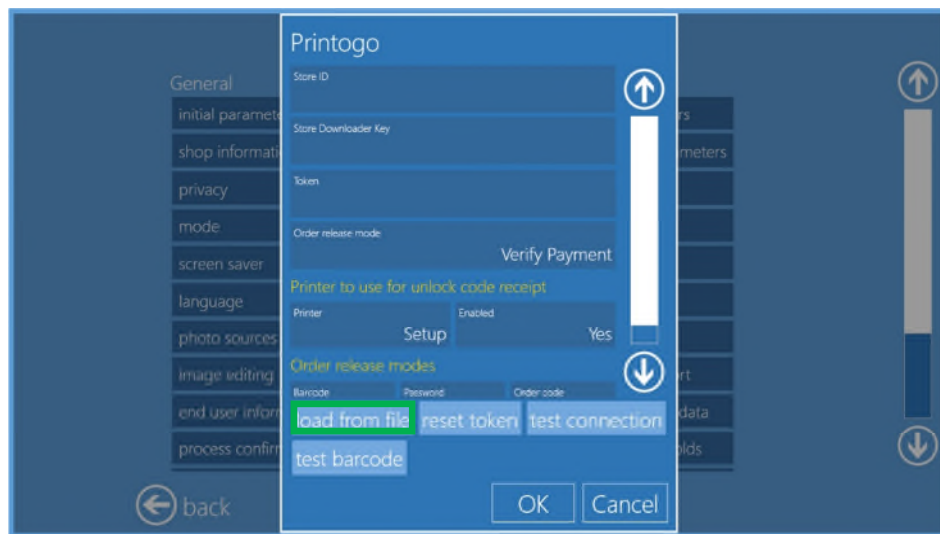 Printogo
Store ID
General
initial paramete
rs
Store Downloader Key
shop informati
meters
Token
privacy
mode
Order release mode
Verify Payment
screen saver
Printer to use for unlock code receipt
language
Printer
Enabled
Setup
Yes
photo sources
Order release modes
image editing
rt
Barcode
Password
Order code
end user inforn
data
load from file
reset token
test connection
process confirr
olds
test barcode
back
OK
Cancel